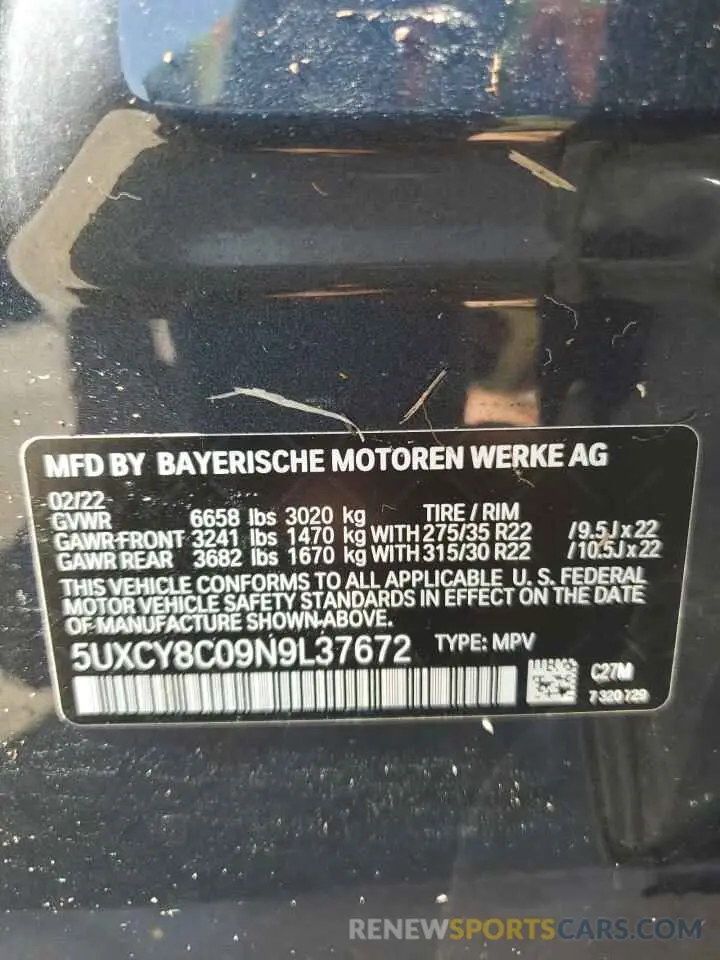 MFD BY BAYERISCHE MOTOREN WERKE AG
02/22 TIRE / RIM
GVWR 6658 lbs 3020 kg
GAWR-FRONT 3241 lbs 1470 kg WITH 275/35 R22 / 9.5J x 22
GAWR REAR 3682 lbs 1670 kg WITH 315/30 R22 / 10.5J x 22
THIS VEHICLE CONFORMS TO ALL APPLICABLE U. S. FEDERAL
MOTOR VEHICLE SAFETY STANDARDS IN EFFECT ON THE DATE
OF MANUFACTURE SHOWN ABOVE.
5UXCY8C09N9L37672 TYPE: MPV
C27M
7 320 729
RENEWSPORTSCARS.COM